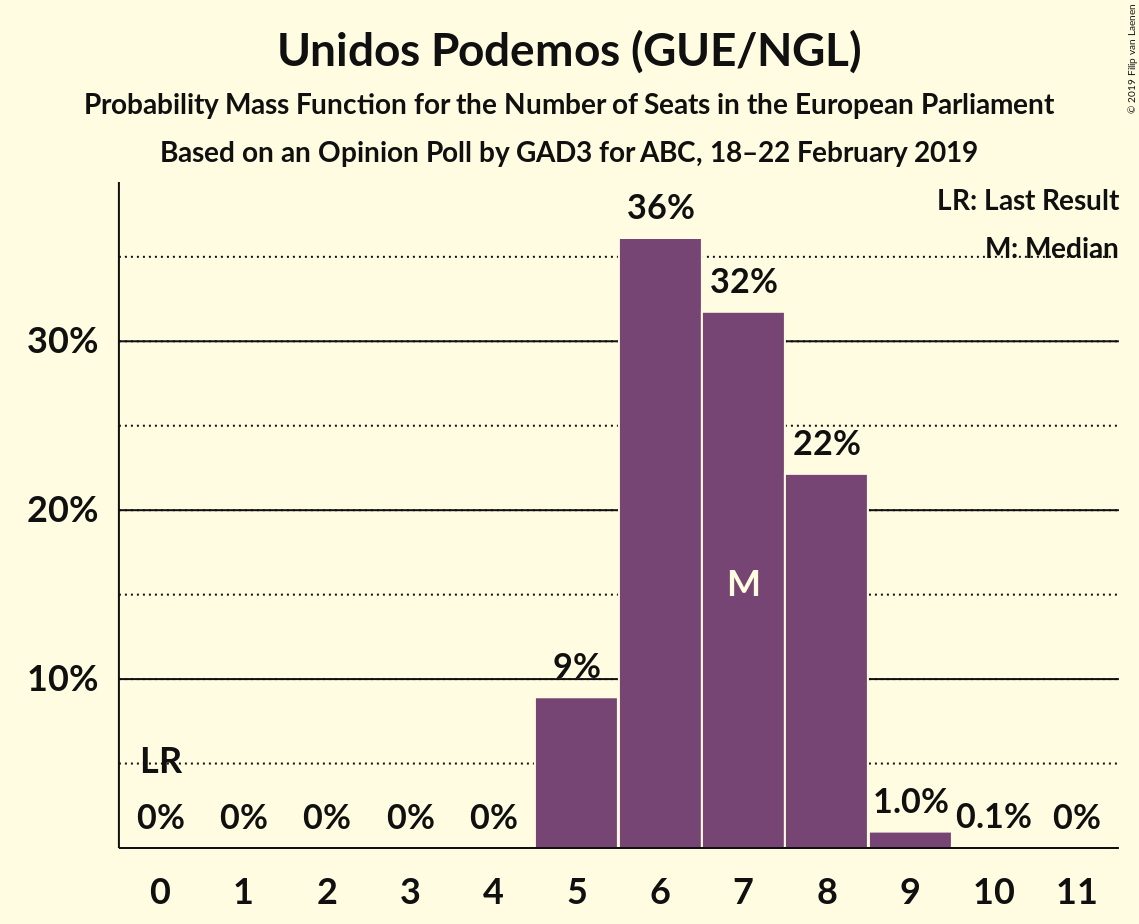 Unidos Podemos (GUE/NGL)
Probability Mass Function for the Number of Seats in the European Parliament
Based on an Opinion Poll by GAD3 for ABC, 18–22 February 2019
© 2019 Filip van Laenen
LR: Last Result
M: Median
36%
32%
30%
22%
20%
M
10%
9%
LR
0% 0% 0% 0% 0% 1.0% 0.1% 0%
0 1 2 3 4 5 6 7 8 9 10 11